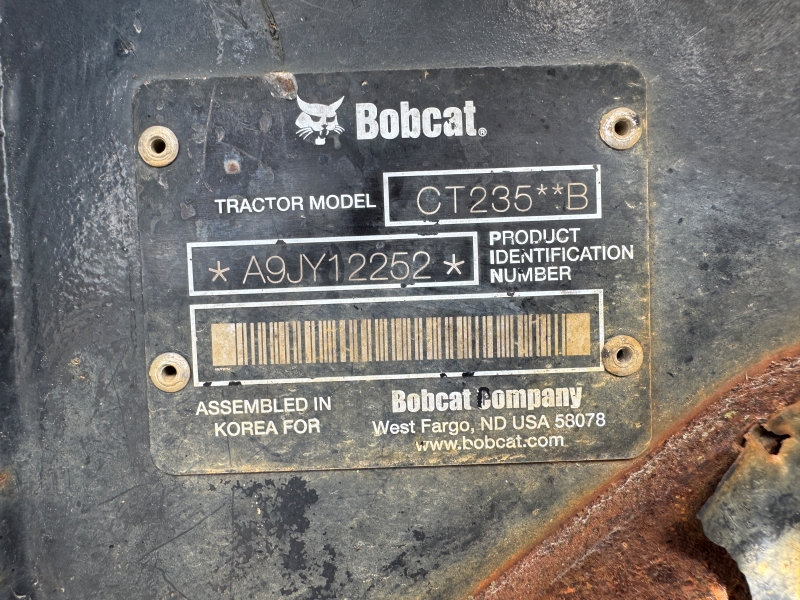 Bobcat®
TRACTOR MODEL CT235**B
*A9JY12252*
PRODUCT
IDENTIFICATION
NUMBER
ASSEMBLED IN
KOREA FOR
Bobcat Company
West Fargo, ND USA 58078
www.bobcat.com